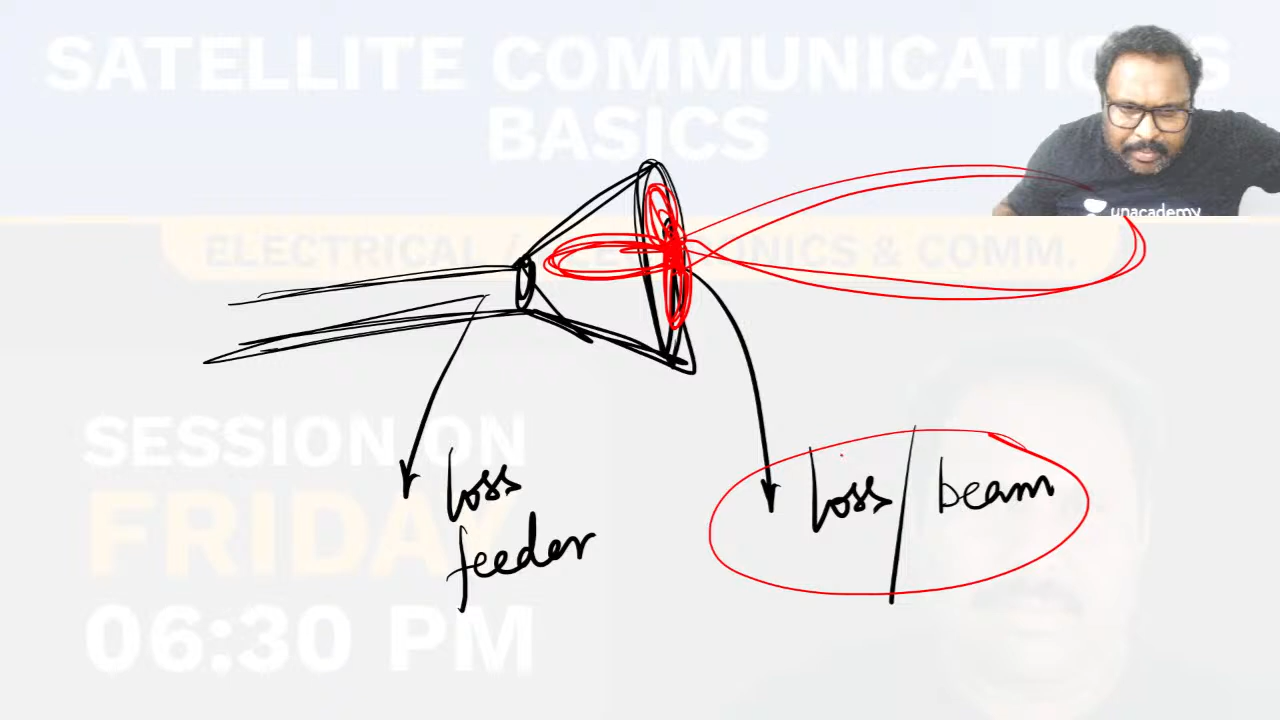 SATELLITE COMMUNICATIONS
BASICS
unacademy
ELECTRICAL / ELECTRONICS & COMM.
SESSION ON
FRIDAY
06:30 PM
loss
feeder
loss / beam